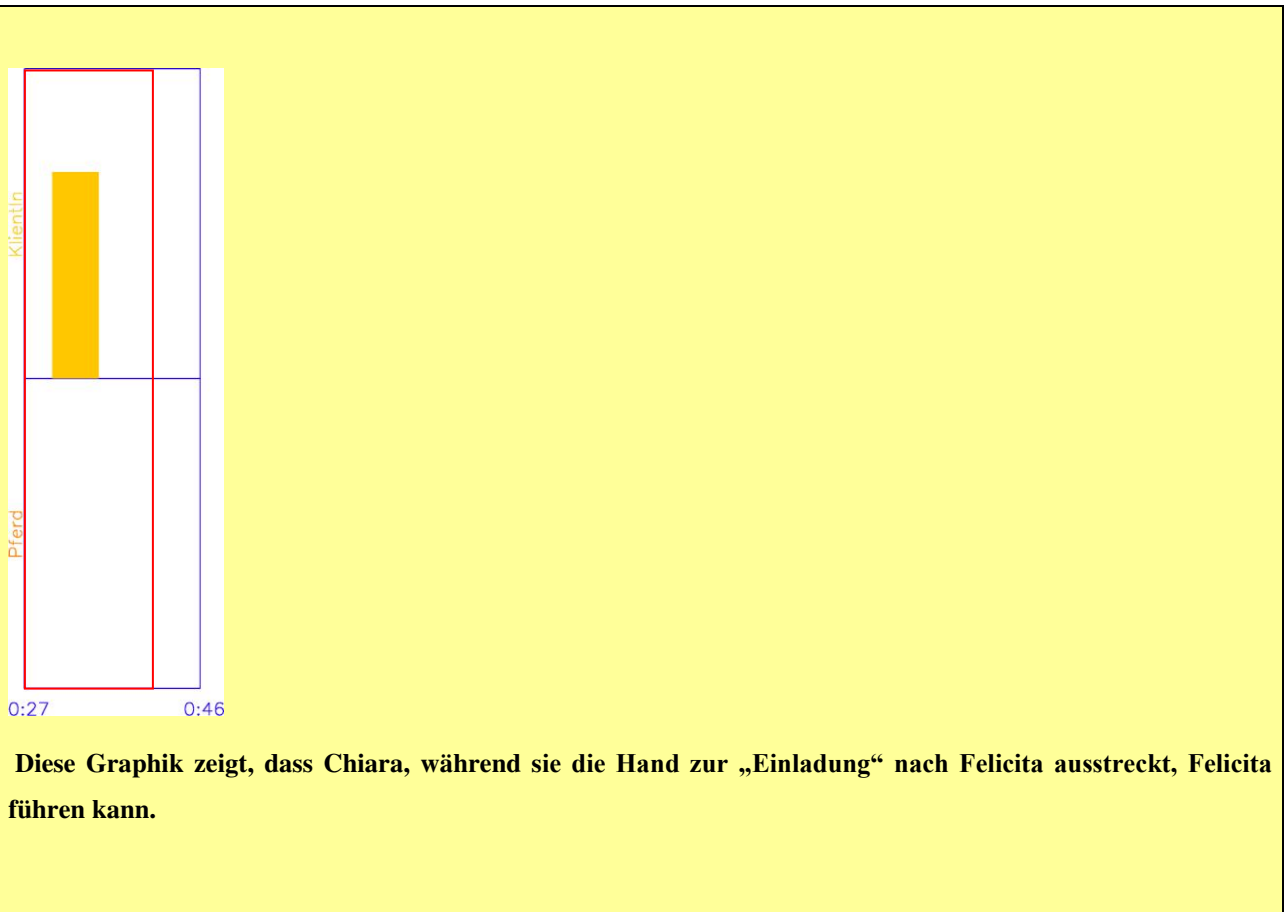 KlientIn
Pferd
0:27 0:46
Diese Graphik zeigt, dass Chiara, während sie die Hand zur „Einladung“ nach Felicita ausstreckt, Felicita
führen kann.